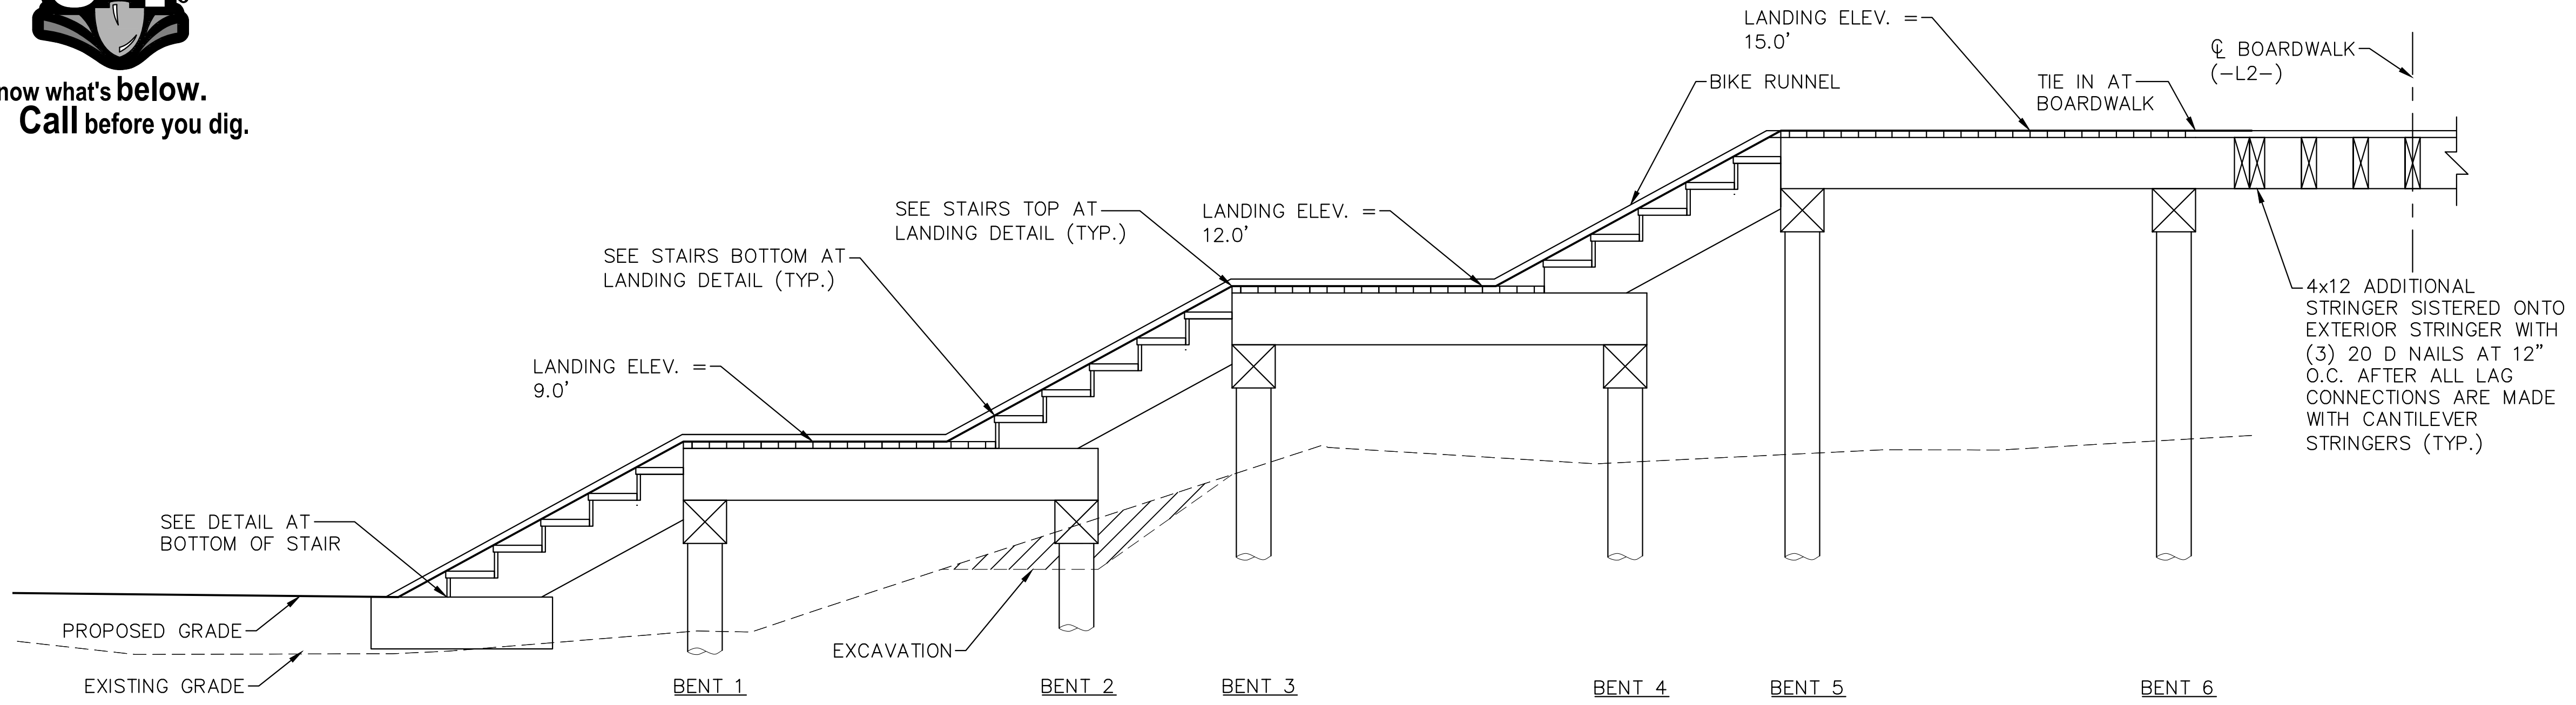 now what's below.
Call before you dig.
LANDING ELEV. =
15.0'
℄ BOARDWALK
(-L2-)
BIKE RUNNEL
TIE IN AT
BOARDWALK
SEE STAIRS TOP AT
LANDING DETAIL (TYP.)
LANDING ELEV. =
12.0'
SEE STAIRS BOTTOM AT
LANDING DETAIL (TYP.)
4x12 ADDITIONAL
STRINGER SISTERED ONTO
EXTERIOR STRINGER WITH
(3) 20 D NAILS AT 12"
O.C. AFTER ALL LAG
CONNECTIONS ARE MADE
WITH CANTILEVER
STRINGERS (TYP.)
LANDING ELEV. =
9.0'
SEE DETAIL AT
BOTTOM OF STAIR
PROPOSED GRADE
EXCAVATION
EXISTING GRADE
BENT 1
BENT 2
BENT 3
BENT 4
BENT 5
BENT 6